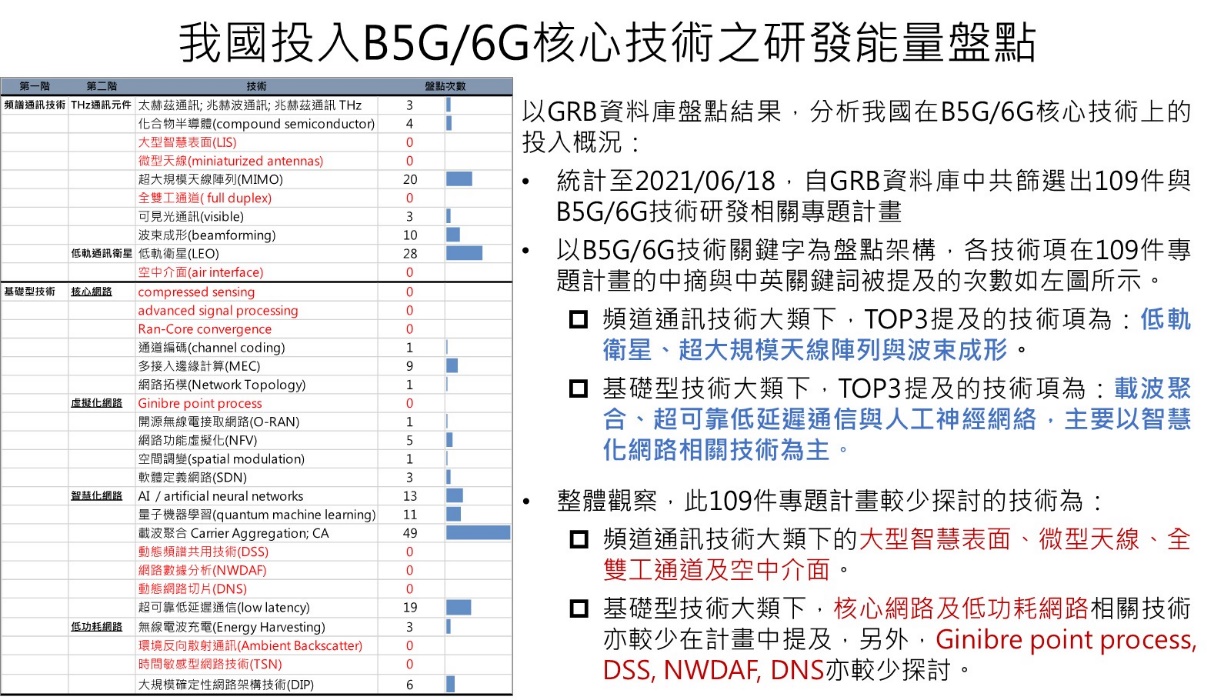 我國投入B5G/6G核心技術之研發能量盤點
第一階 第二階 技術 盤點次數
頻譜通訊技術 THz通訊元件 太赫茲通訊; 兆赫波通訊; 兆赫茲通訊 THz 3
化合物半導體(compound semiconductor) 4
大型智慧表面(LIS) 0
微型天線(miniaturized antennas) 0
超大規模天線陣列(MIMO) 20
全雙工通道( full duplex) 0
可見光通訊(visible) 3
波束成形(beamforming) 10
低軌通訊衛星 低軌衛星(LEO) 28
空中介面(air interface) 0
基礎型技術 核心網路 compressed sensing 0
advanced signal processing 0
Ran-Core convergence 0
通道編碼(channel coding) 1
多接入邊緣計算(MEC) 9
網路拓樸(Network Topology) 1
虛擬化網路 Ginibre point process 0
開源無線電接取網路(O-RAN) 1
網路功能虛擬化(NFV) 5
空間調變(spatial modulation) 1
軟體定義網路(SDN) 3
智慧化網路 AI / artificial neural networks 13
量子機器學習(quantum machine learning) 11
載波聚合 Carrier Aggregation; CA 49
動態頻譜共用技術(DSS) 0
網路數據分析(NWDAF) 0
動態網路切片(DNS) 0
超可靠低延遲通信(low latency) 19
低功耗網路 無線電波充電(Energy Harvesting) 3
環境反向散射通訊(Ambient Backscatter) 0
時間敏感型網路技術(TSN) 0
大規模確定性網路架構技術(DIP) 6
以GRB資料庫盤點結果，分析我國在B5G/6G核心技術上的
投入概況：
• 統計至2021/06/18，自GRB資料庫中共篩選出109件與
B5G/6G技術研發相關專題計畫
• 以B5G/6G技術關鍵字為盤點架構，各技術項在109件專
題計畫的中摘與中英關鍵詞被提及的次數如左圖所示。
頻道通訊技術大類下，TOP3提及的技術項為：低軌
衛星、超大規模天線陣列與波束成形。
基礎型技術大類下，TOP3提及的技術項為：載波聚
合、超可靠低延遲通信與人工神經網絡，主要以智慧
化網路相關技術為主。
• 整體觀察，此109件專題計畫較少探討的技術為：
頻道通訊技術大類下的大型智慧表面、微型天線、全
雙工通道及空中介面。
基礎型技術大類下，核心網路及低功耗網路相關技術
亦較少在計畫中提及，另外，Ginibre point process,
DSS, NWDAF, DNS亦較少探討。